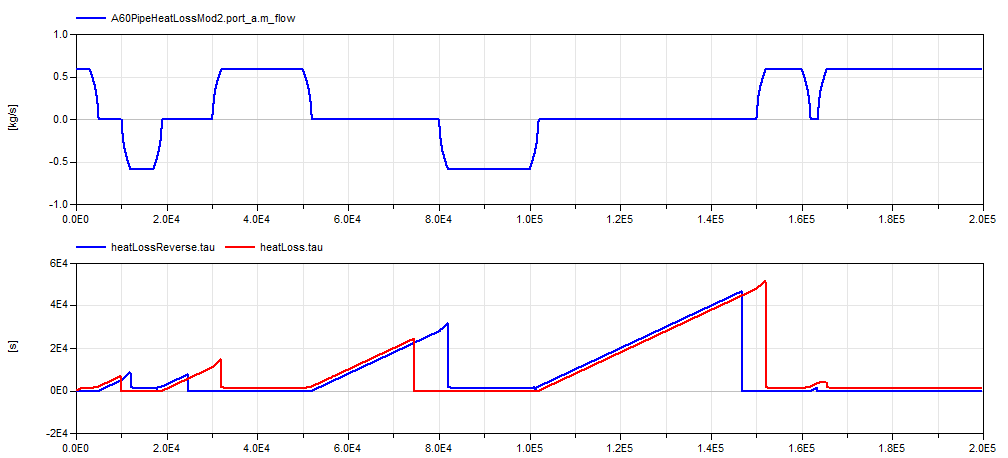 A60PipeHeatLossMod2.port_a.m_flow
1.0
0.5
0.0
-0.5
-1.0
[kg/s]
0.0E0 2.0E4 4.0E4 6.0E4 8.0E4 1.0E5 1.2E5 1.4E5 1.6E5 1.8E5 2.0E5
heatLossReverse.tau heatLoss.tau
6E4
4E4
2E4
0E0
-2E4
[s]
0.0E0 2.0E4 4.0E4 6.0E4 8.0E4 1.0E5 1.2E5 1.4E5 1.6E5 1.8E5 2.0E5